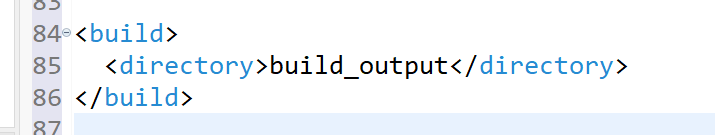 83
84 <build>
85   <directory>build_output</directory>
86 </build>
87